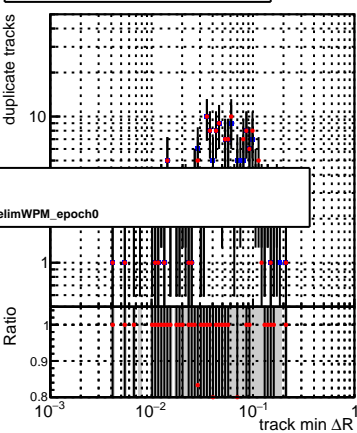 duplicate tracks
10
elimWPM_epoch0
1
Ratio
1
0.9
0.8
10−3 10−2 10−1 1
track min ΔR